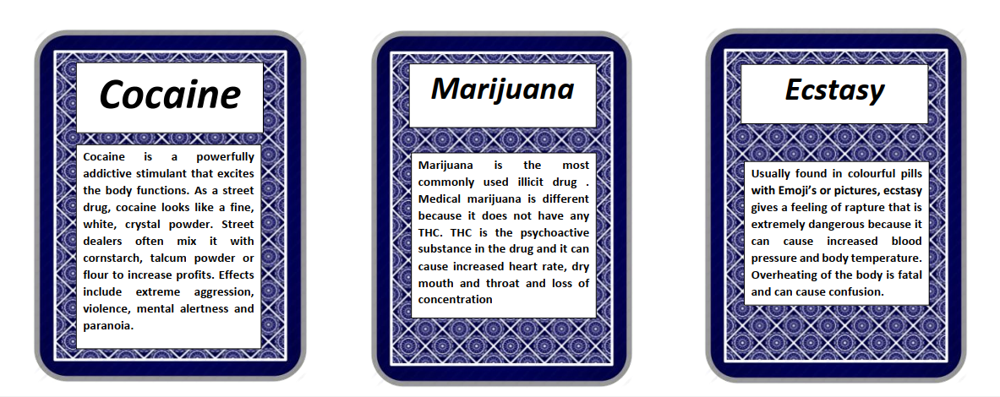 Cocaine
Cocaine is a powerfully
addictive stimulant that excites
the body functions. As a street
drug, cocaine looks like a fine,
white, crystal powder. Street
dealers often mix it with
cornstarch, talcum powder or
flour to increase profits. Effects
include extreme aggression,
violence, mental alertness and
paranoia.
Marijuana
Marijuana is the most
commonly used illicit drug .
Medical marijuana is different
because it does not have any
THC. THC is the psychoactive
substance in the drug and it can
cause increased heart rate, dry
mouth and throat and loss of
concentration
Ecstasy
Usually found in colourful pills
with Emoji’s or pictures, ecstasy
gives a feeling of rapture that is
extremely dangerous because it
can cause increased blood
pressure and body temperature.
Overheating of the body is fatal
and can cause confusion.